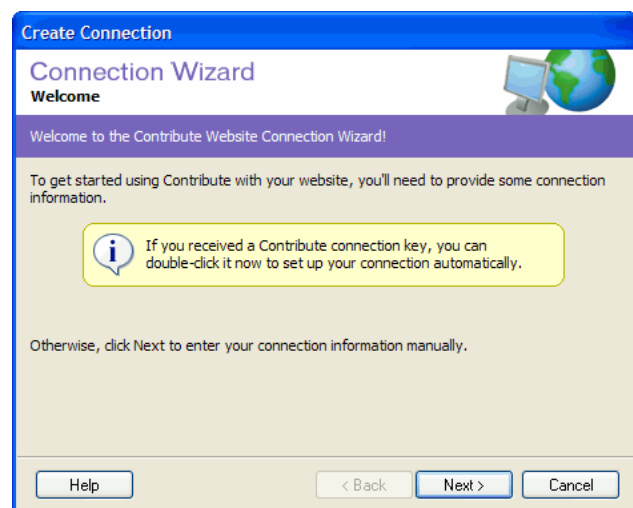 Create Connection
Connection Wizard
Welcome
Welcome to the Contribute Website Connection Wizard!
To get started using Contribute with your website, you'll need to provide some connection
information.
If you received a Contribute connection key, you can
double-click it now to set up your connection automatically.
Otherwise, click Next to enter your connection information manually.
Help
< Back
Next >
Cancel